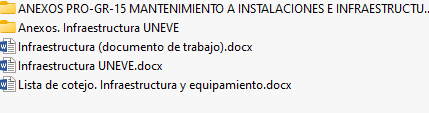 ANEXOS PRO-GR-15 MANTENIMIENTO A INSTALACIONES E INFRAESTRUCTU...
Anexos. Infraestructura UNEVE
Infraestructura (documento de trabajo).docx
Infraestructura UNEVE.docx
Lista de cotejo. Infraestructura y equipamiento.docx